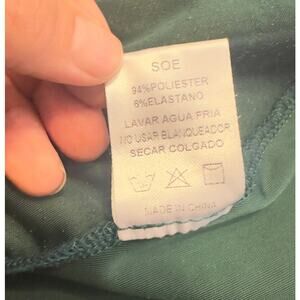 SOE
94%POLIESTER
6%ELASTANO
LAVAR AGUA FRIA
NO USAR BLANQUEADOR
SECAR COLGADO
MADE IN CHINA